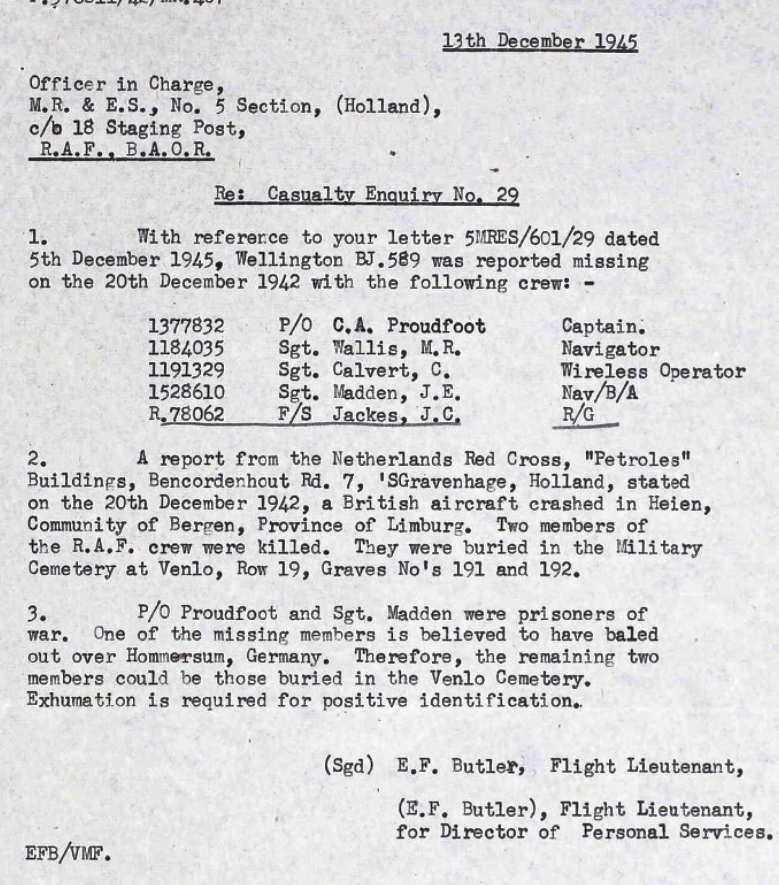 13th December 1945
Officer in Charge,
M.R. & E.S., No. 5 Section, (Holland),
c/o 18 Staging Post,
R.A.F., B.A.O.R.
Re: Casualty Enquiry No. 29
1. With reference to your letter 5MRES/601/29 dated
5th December 1945, Wellington BJ.589 was reported missing
on the 20th December 1942 with the following crew: -
1377832 P/O C.A. Proudfoot Captain.
1184035 Sgt. Wallis, M.R. Navigator
1191329 Sgt. Calvert, C. Wireless Operator
1528610 Sgt. Madden, J.E. Nav/B/A
R.78062 F/S Jackes, J.C. R/G
2. A report from the Netherlands Red Cross, "Petroles"
Buildings, Bencordenhout Rd. 7, 'SGravenhage, Holland, stated
on the 20th December 1942, a British aircraft crashed in Heien,
Community of Bergen, Province of Limburg. Two members of
the R.A.F. crew were killed. They were buried in the Military
Cemetery at Venlo, Row 19, Graves No's 191 and 192.
3. P/O Proudfoot and Sgt. Madden were prisoners of
war. One of the missing members is believed to have baled
out over Hommersum, Germany. Therefore, the remaining two
members could be those buried in the Venlo Cemetery.
Exhumation is required for positive identification.
(Sgd) E.F. Butler, Flight Lieutenant,
(E.F. Butler), Flight Lieutenant,
for Director of Personal Services.
EFB/VMF.